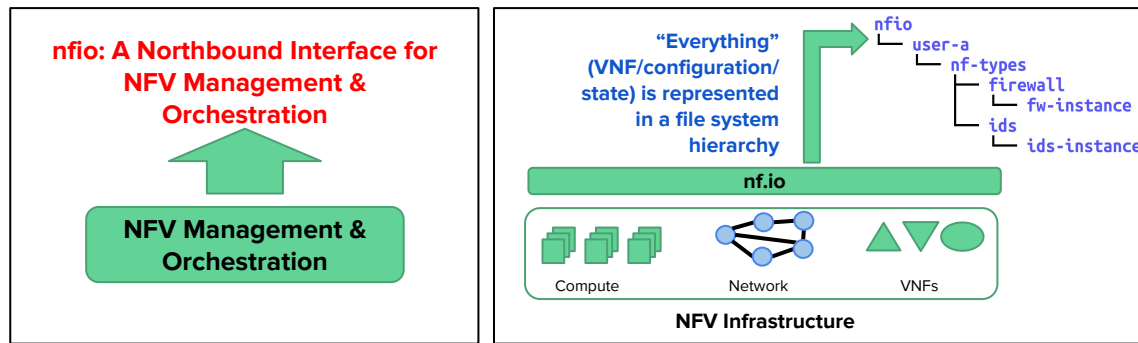 nfio: A Northbound Interface for
NFV Management &
Orchestration
NFV Management &
Orchestration
“Everything”
(VNF/configuration/
state) is represented
in a file system
hierarchy
nfio
user-a
nf-types
firewall
fw-instance
ids
ids-instance
nf.io
Compute
Network
VNFs
NFV Infrastructure